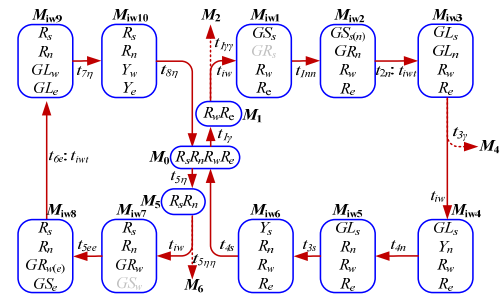 M_iw9
R_s
R_n
GL_w
GL_e
t_7η
M_iw10
R_s
R_n
Y_w
Y_e
t_8η
M_2
t_1γγ
t_iw
M_iw1
GS_s
GR_s
R_w
R_e
t_1nn
M_iw2
GS_s(n)
GR_n
R_w
R_e
t_2n: t_iwt
M_iw3
GL_s
GL_n
R_w
R_e
R_wR_e
M_1
t_1γ
M_0
R_sR_nR_wR_e
t_3γ
M_4
t_6e: t_iwt
t_5η
M_5
R_sR_n
t_iw
M_iw8
R_s
R_n
GR_w(e)
GS_e
t_5ee
M_iw7
R_s
R_n
GR_w
GS_w
t_iw
t_5ηη
M_6
t_4s
M_iw6
Y_s
R_n
R_w
R_e
t_3s
M_iw5
GL_s
R_n
R_w
R_e
t_4n
M_iw4
GL_s
Y_n
R_w
R_e